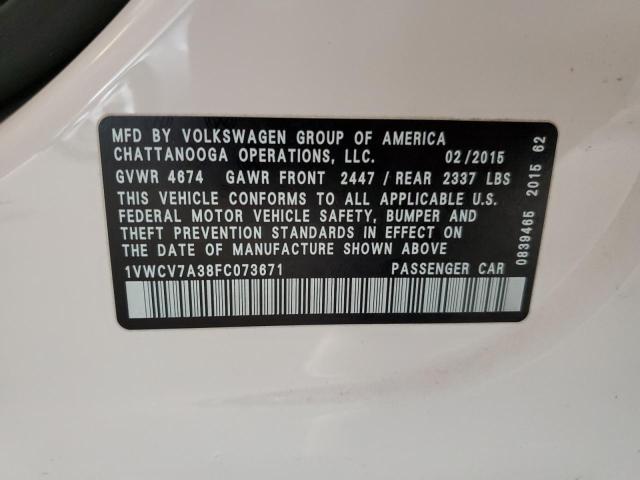 MFD BY VOLKSWAGEN GROUP OF AMERICA
CHATTANOOGA OPERATIONS, LLC. 02/2015
GVWR 4674 GAWR FRONT 2447 / REAR 2337 LBS
THIS VEHICLE CONFORMS TO ALL APPLICABLE U.S.
FEDERAL MOTOR VEHICLE SAFETY, BUMPER AND
THEFT PREVENTION STANDARDS IN EFFECT ON
THE DATE OF MANUFACTURE SHOWN ABOVE
1VWCV7A38FC073671 PASSENGER CAR
0839465 2015 62